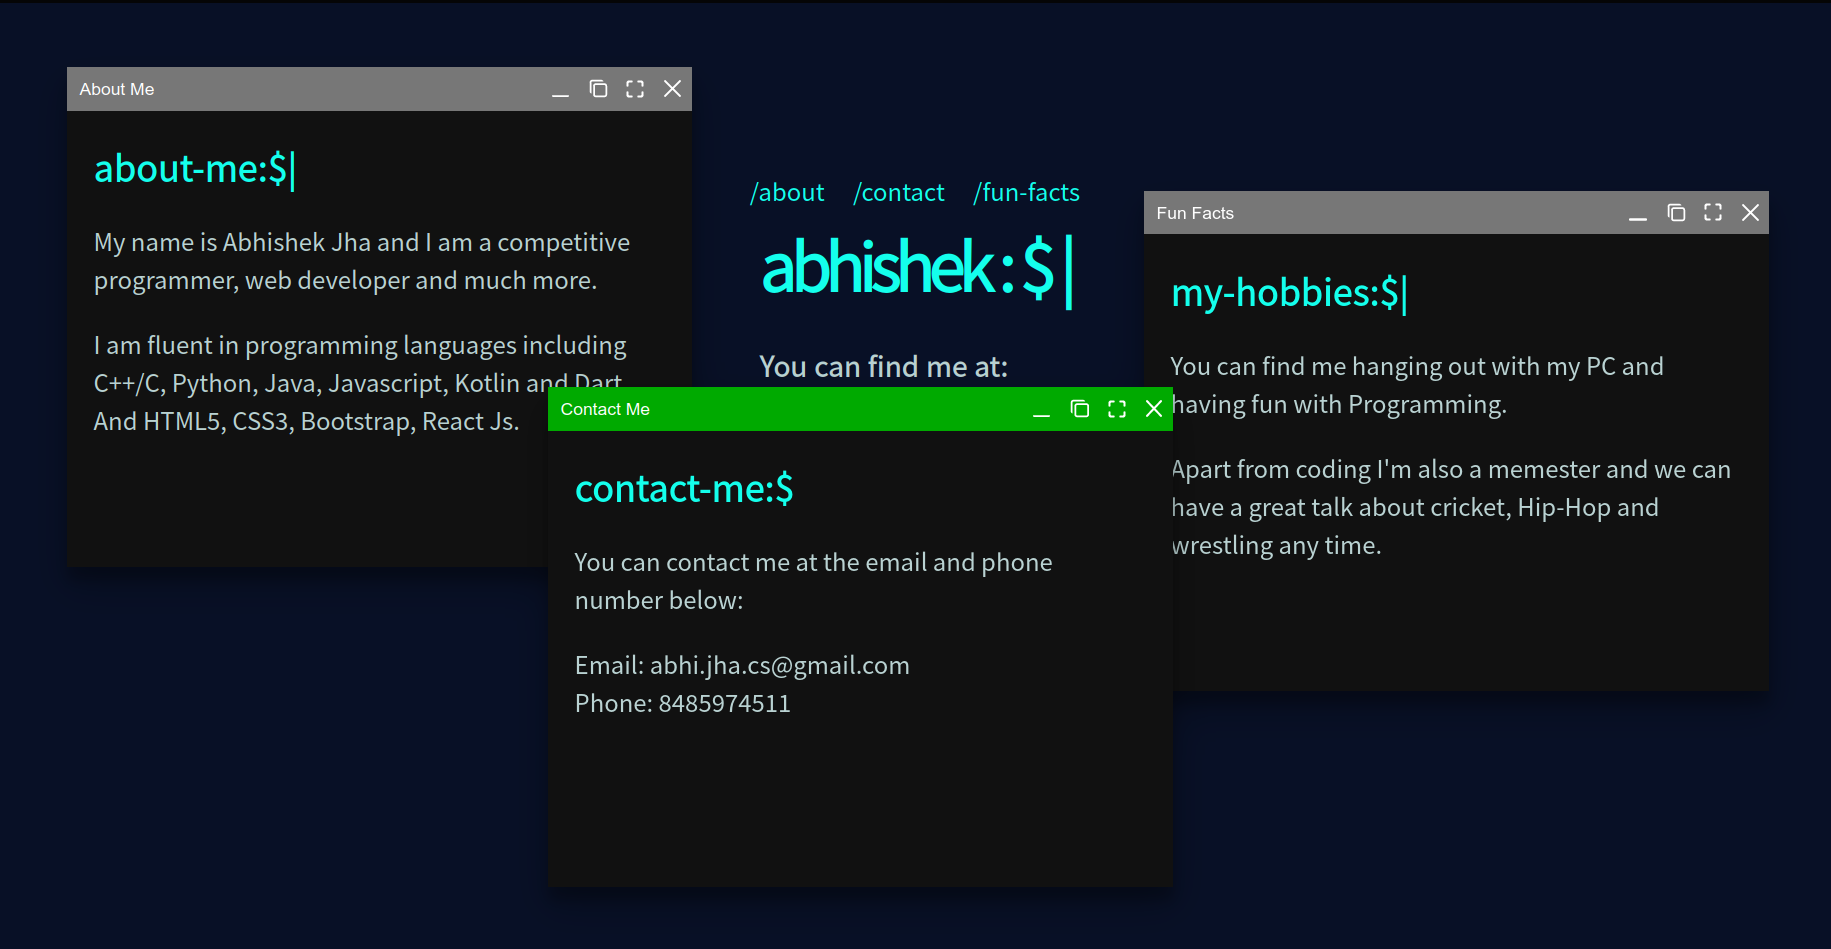 About Me
about-me:$|
My name is Abhishek Jha and I am a competitive
programmer, web developer and much more.
I am fluent in programming languages including
C++/C, Python, Java, Javascript, Kotlin and Dart
And HTML5, CSS3, Bootstrap, React Js.
/about /contact /fun-facts
abhishek:$|
You can find me at:
Contact Me
contact-me:$
You can contact me at the email and phone
number below:
Email: abhi.jha.cs@gmail.com
Phone: 8485974511
Fun Facts
my-hobbies:$|
You can find me hanging out with my PC and
having fun with Programming.
Apart from coding I'm also a memester and we can
have a great talk about cricket, Hip-Hop and
wrestling any time.